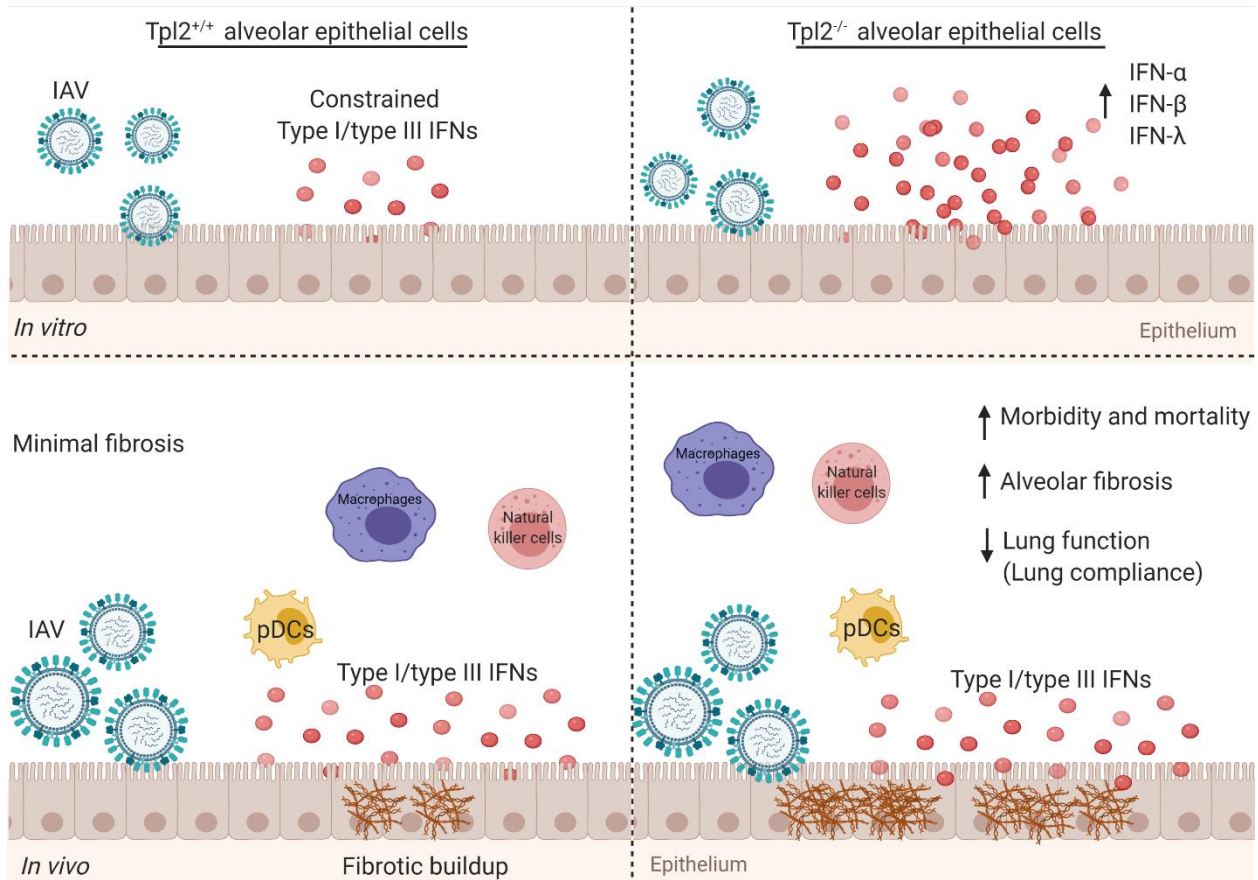 Tpl2+/+ alveolar epithelial cells
IAV
Constrained
Type I/type III IFNs
In vitro
Tpl2-/- alveolar epithelial cells
IFN-α
IFN-β
IFN-λ
Epithelium
Minimal fibrosis
Macrophages
Natural
killer cells
IAV
pDCs
Type I/type III IFNs
In vivo
Fibrotic buildup
Macrophages
Natural
killer cells
Morbidity and mortality
Alveolar fibrosis
Lung function
(Lung compliance)
pDCs
Type I/type III IFNs
Epithelium